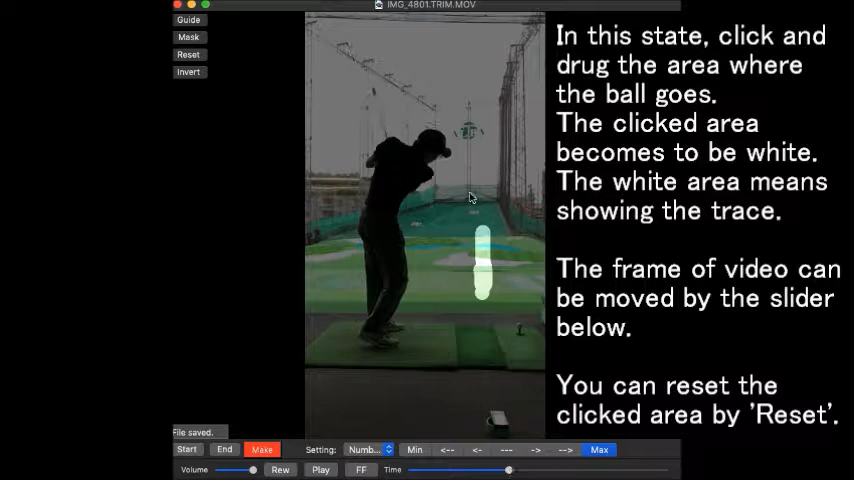 IMG_4801.TRIM.MOV
Guide
Mask
Reset
Invert
In this state, click and
drug the area where
the ball goes.
The clicked area
becomes to be white.
The white area means
showing the trace.
The frame of video can
be moved by the slider
below.
You can reset the
clicked area by 'Reset'.
File saved.
Start End Make Setting: Numb... Min <-- <- --- -> --> Max
Volume Rew Play FF Time